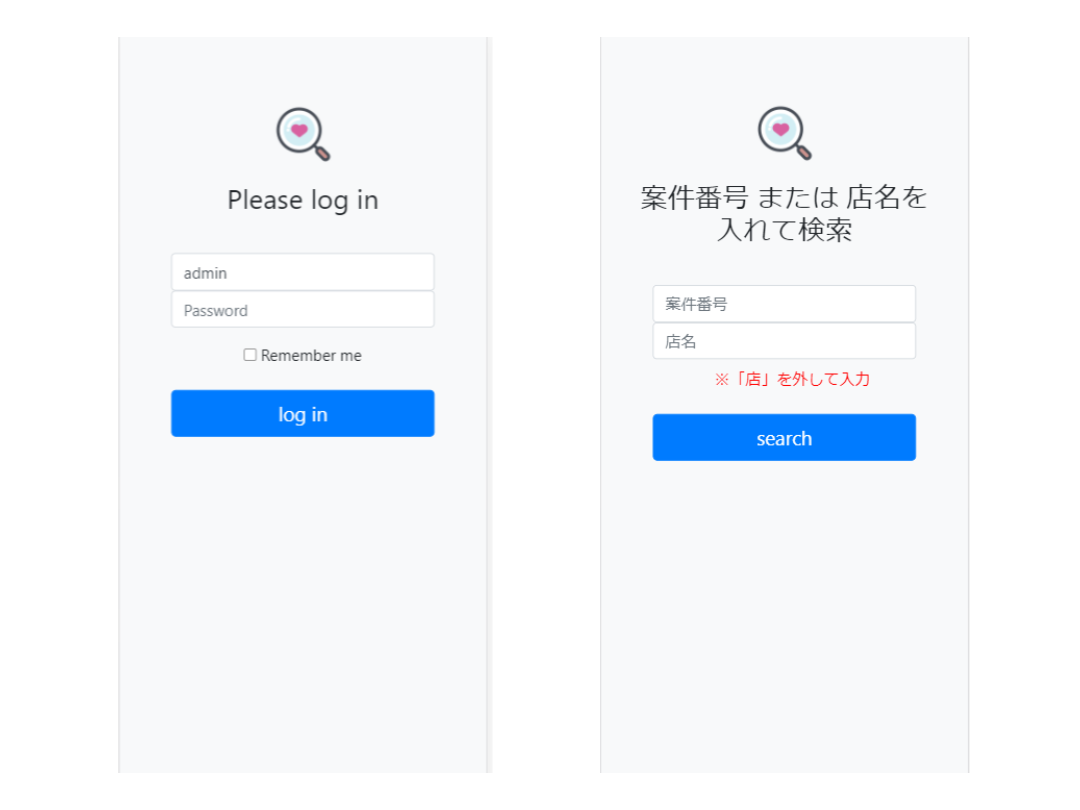 Please log in
admin
Password
Remember me
log in
案件番号 または 店名を
入れて検索
案件番号
店名
※「店」を外して入力
search